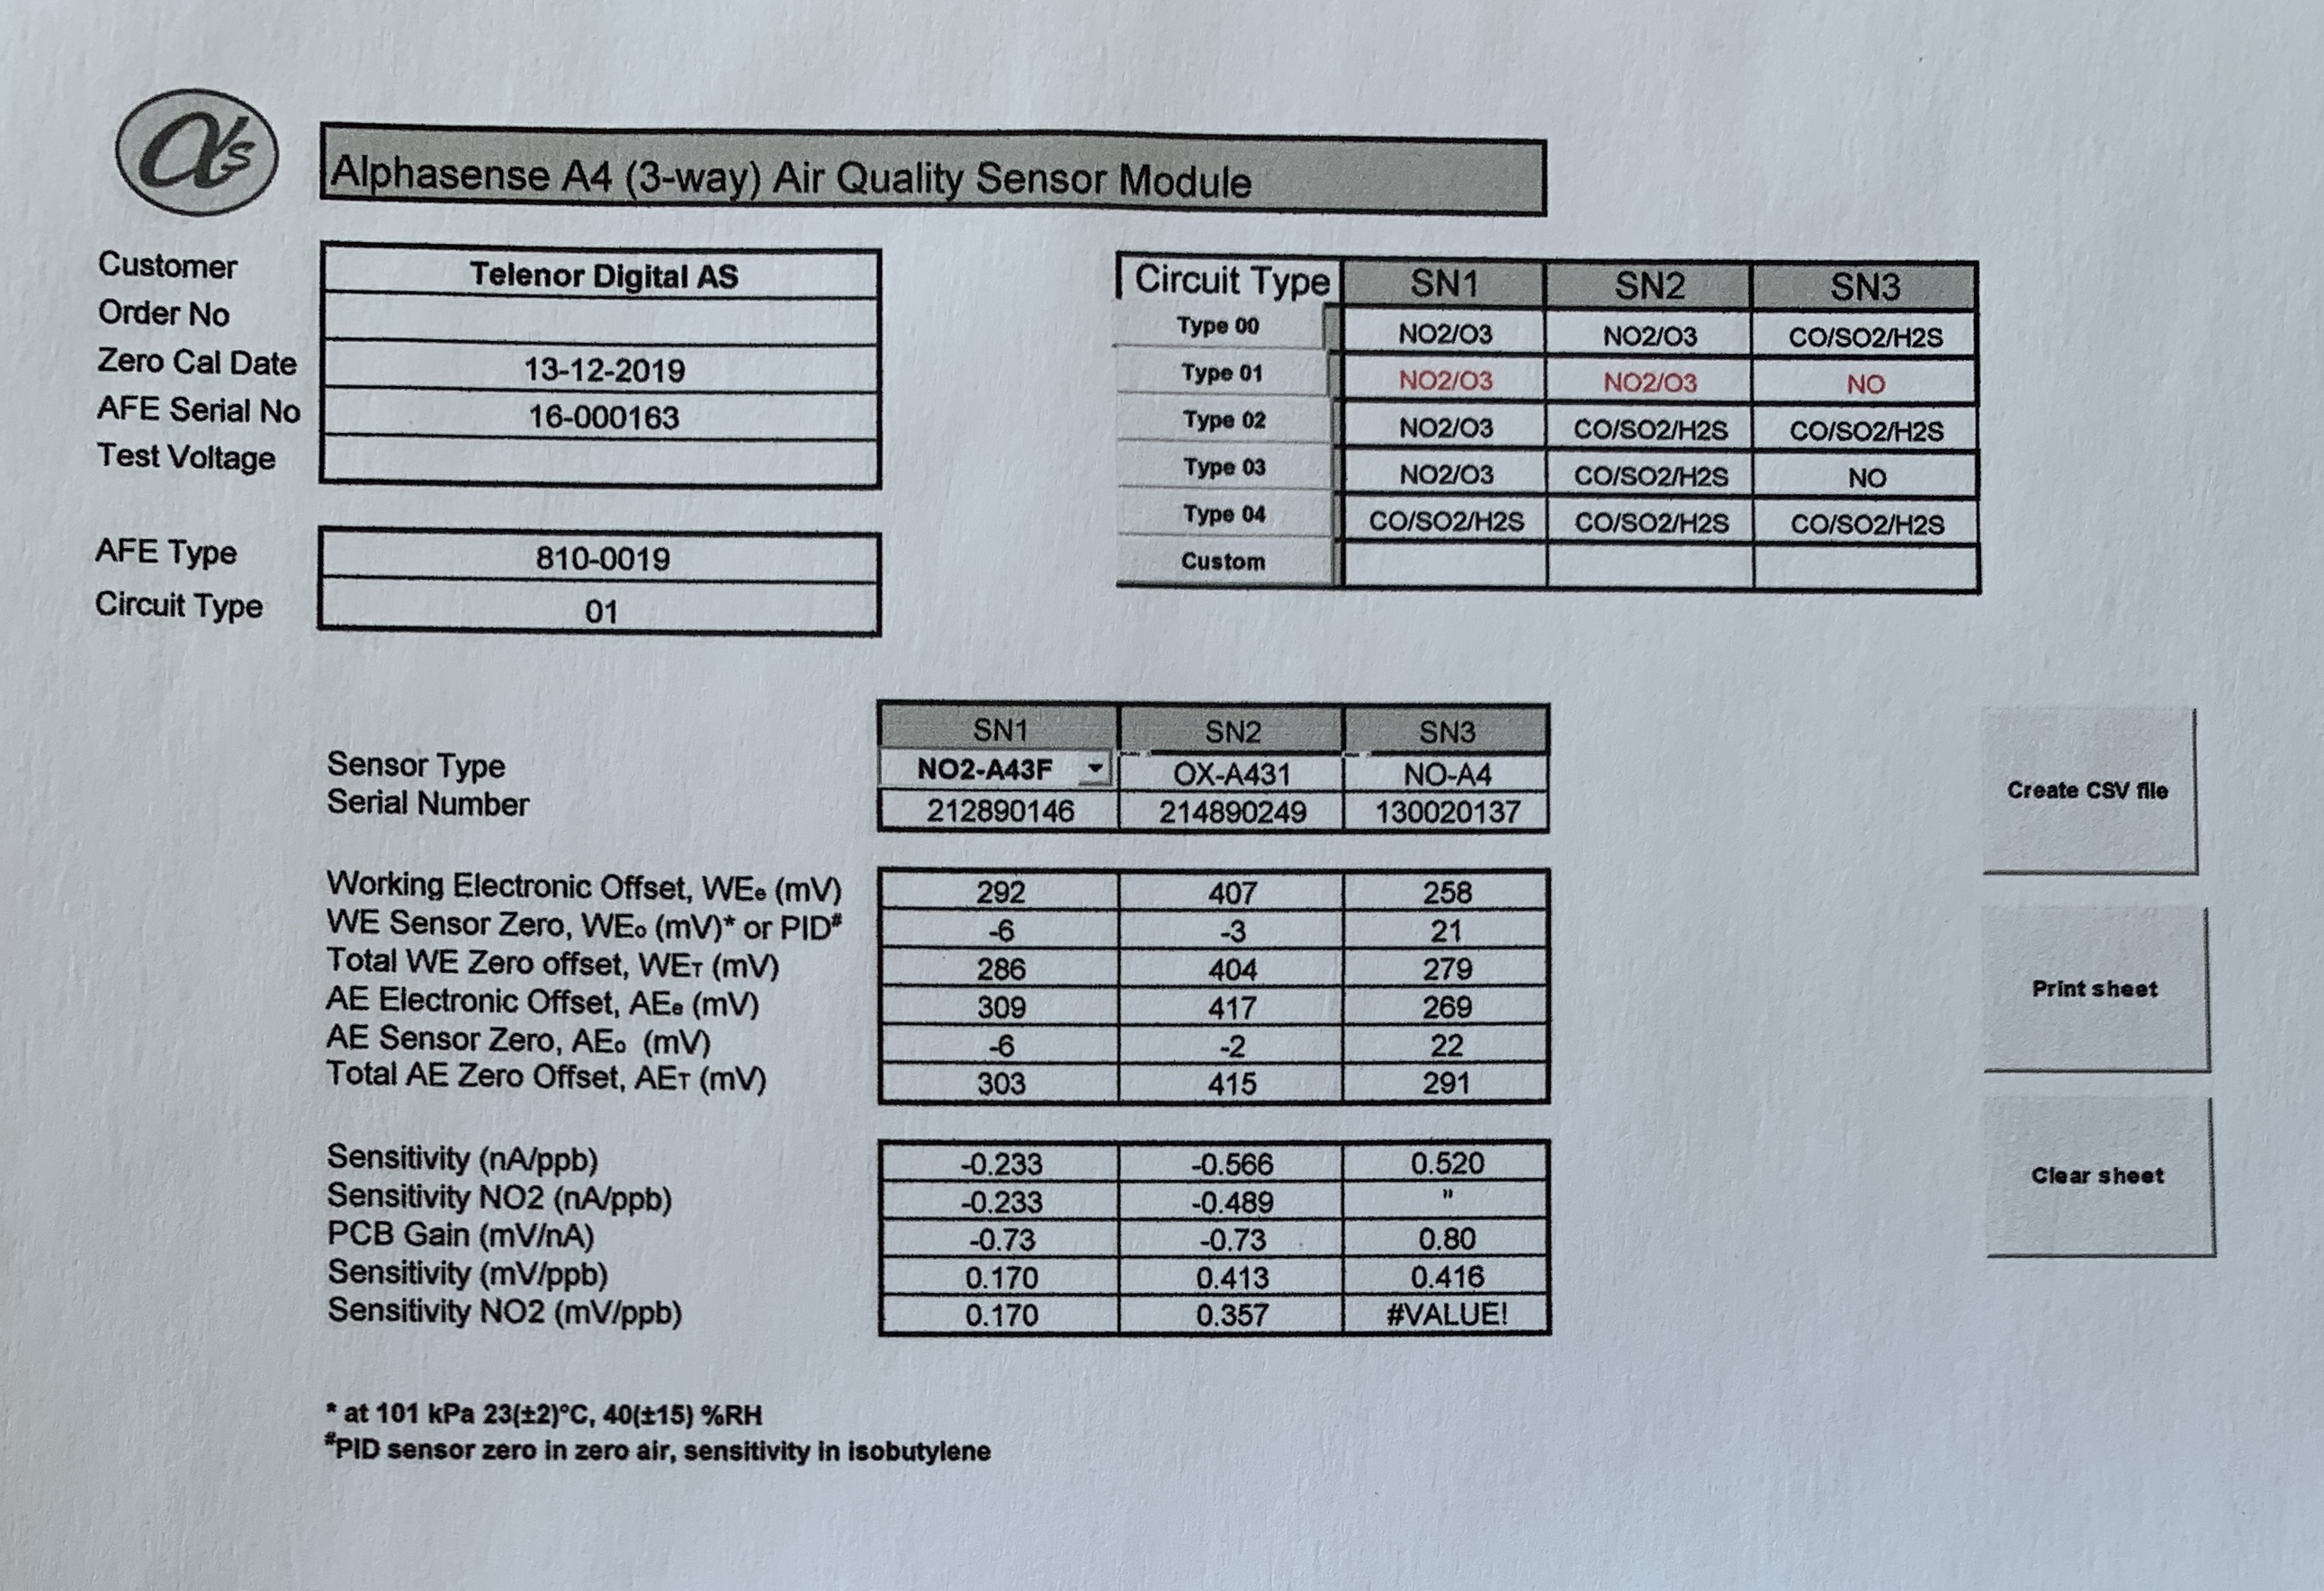 αs
Alphasense A4 (3-way) Air Quality Sensor Module
Customer Telenor Digital AS
Order No
Zero Cal Date 13-12-2019
AFE Serial No 16-000163
Test Voltage
AFE Type 810-0019
Circuit Type 01
Circuit Type SN1 SN2 SN3
Type 00 NO2/O3 NO2/O3 CO/SO2/H2S
Type 01 NO2/O3 NO2/O3 NO
Type 02 NO2/O3 CO/SO2/H2S CO/SO2/H2S
Type 03 NO2/O3 CO/SO2/H2S NO
Type 04 CO/SO2/H2S CO/SO2/H2S CO/SO2/H2S
Custom
SN1 SN2 SN3
Sensor Type NO2-A43F OX-A431 NO-A4
Serial Number 212890146 214890249 130020137
Working Electronic Offset, WEe (mV) 292 407 258
WE Sensor Zero, WEo (mV)* or PID# -6 -3 21
Total WE Zero offset, WET (mV) 286 404 279
AE Electronic Offset, AEe (mV) 309 417 269
AE Sensor Zero, AEo (mV) -6 -2 22
Total AE Zero Offset, AET (mV) 303 415 291
Sensitivity (nA/ppb) -0.233 -0.566 0.520
Sensitivity NO2 (nA/ppb) -0.233 -0.489 "
PCB Gain (mV/nA) -0.73 -0.73 0.80
Sensitivity (mV/ppb) 0.170 0.413 0.416
Sensitivity NO2 (mV/ppb) 0.170 0.357 #VALUE!
* at 101 kPa 23(±2)°C, 40(±15) %RH
#PID sensor zero in zero air, sensitivity in isobutylene
Create CSV file
Print sheet
Clear sheet